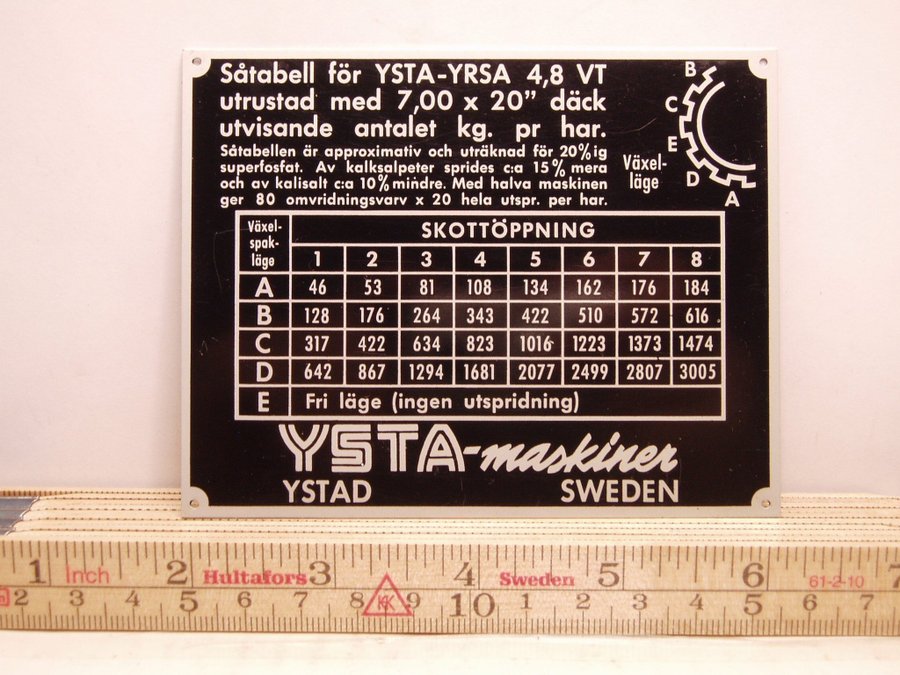 Såtabell för YSTA-YRSA 4,8 VT
utrustad med 7,00 x 20” däck
utvisande antalet kg. pr har.
Såtabellen är approximativ och uträknad för 20% ig
superfosfat. Av kalksalpeter sprides c:a 15% mera
och av kalisalt c:a 10% mindre. Med halva maskinen
ger 80 omvridningsvarv x 20 hela utspr. per har.
B
C
E
D
A
Växel-
läge
Växel-
spak-
läge
SKOTTÖPPNING
1 2 3 4 5 6 7 8
A 46 53 81 108 134 162 176 184
B 128 176 264 343 422 510 572 616
C 317 422 634 823 1016 1223 1373 1474
D 642 867 1294 1681 2077 2499 2807 3005
E Fri läge (ingen utspridning)
YSTA-maskiner
YSTAD SWEDEN
1 Inch 2 Hultafors 3 4 Sweden 5 6 61-2-10 7
2 3 4 5 6 7 8 KK 9 10 1 2 3 4 5 6 7